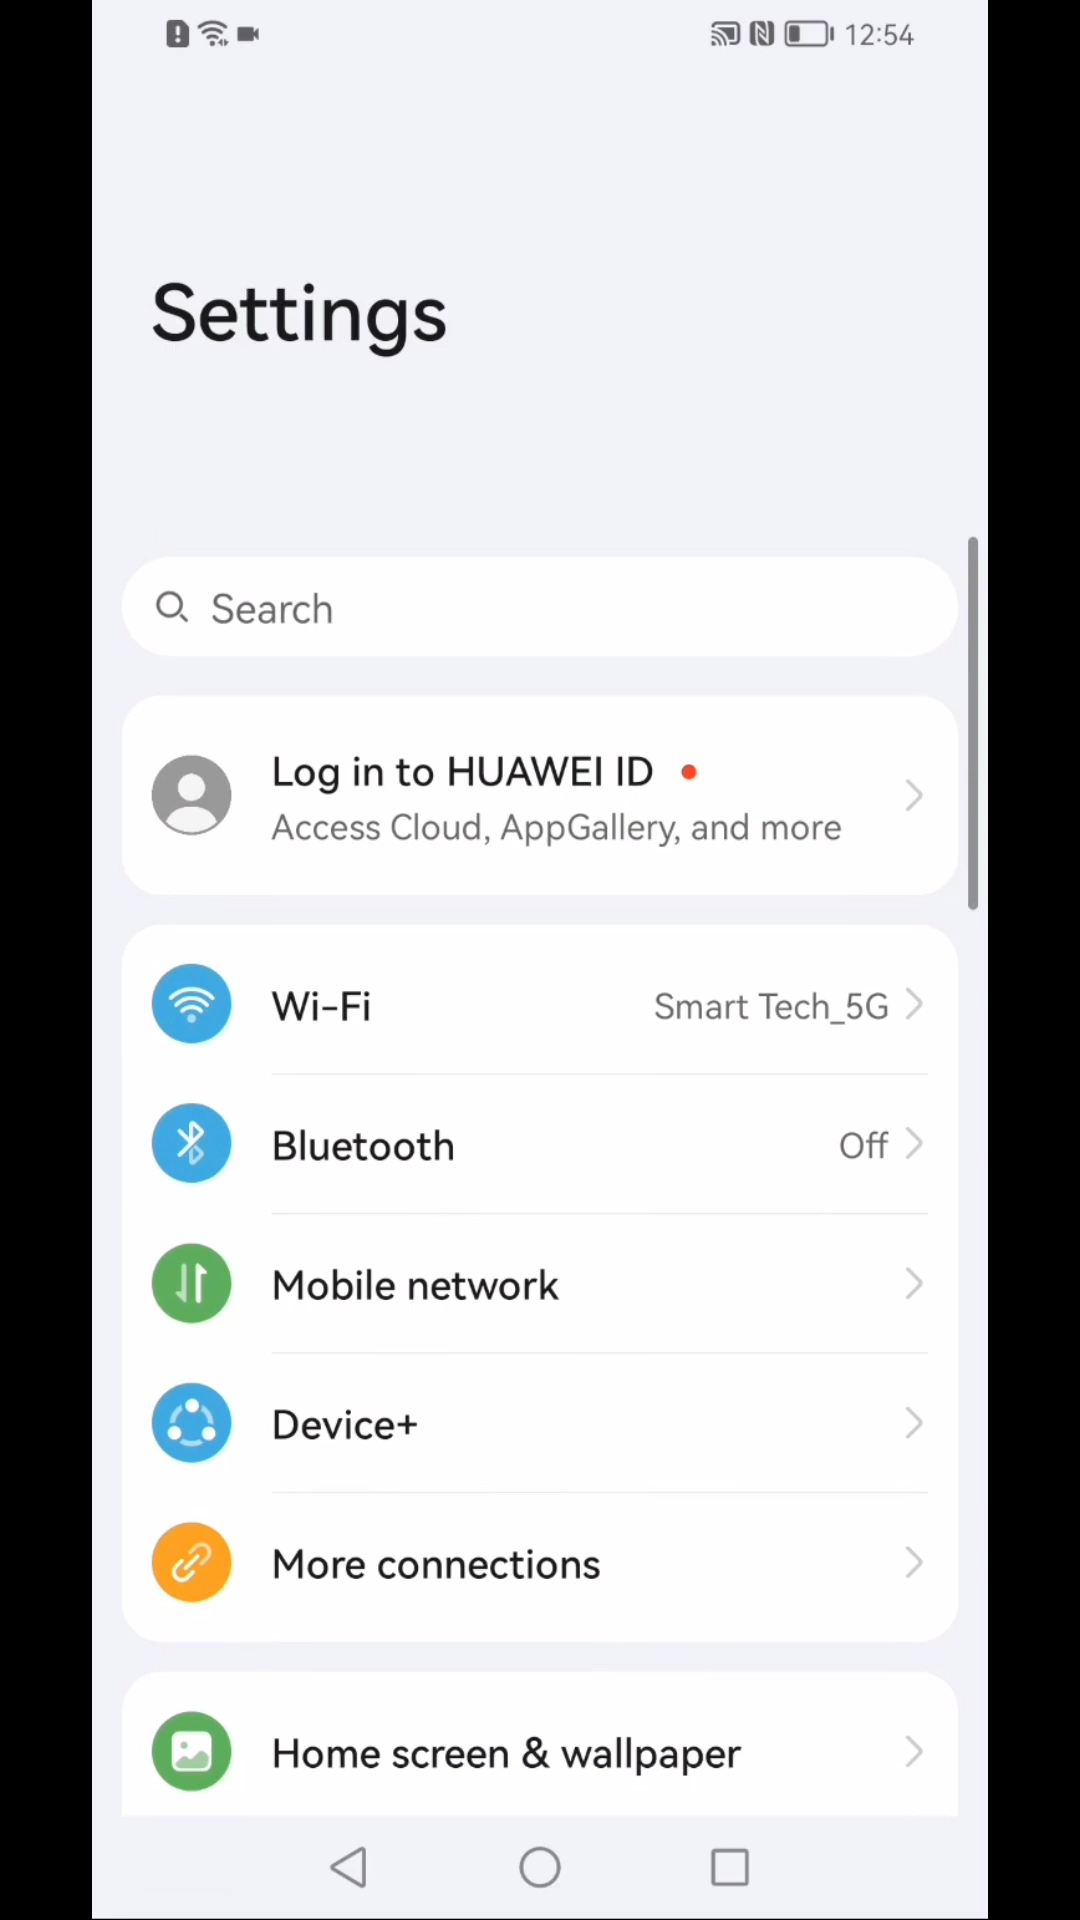 12:54
Settings
Search
Log in to HUAWEI ID
Access Cloud, AppGallery, and more
Wi-Fi
Smart Tech_5G
Bluetooth
Off
Mobile network
Device+
More connections
Home screen & wallpaper